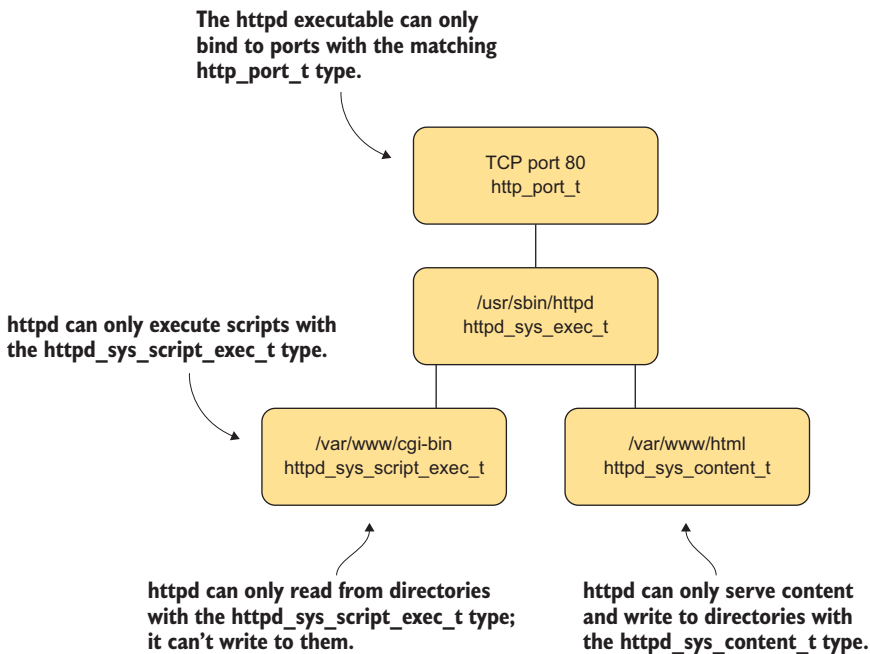 The httpd executable can only
bind to ports with the matching
http_port_t type.
TCP port 80
http_port_t
/usr/sbin/httpd
httpd_sys_exec_t
httpd can only execute scripts with
the httpd_sys_script_exec_t type.
/var/www/cgi-bin
httpd_sys_script_exec_t
/var/www/html
httpd_sys_content_t
httpd can only read from directories
with the httpd_sys_script_exec_t type;
it can’t write to them.
httpd can only serve content
and write to directories with
the httpd_sys_content_t type.